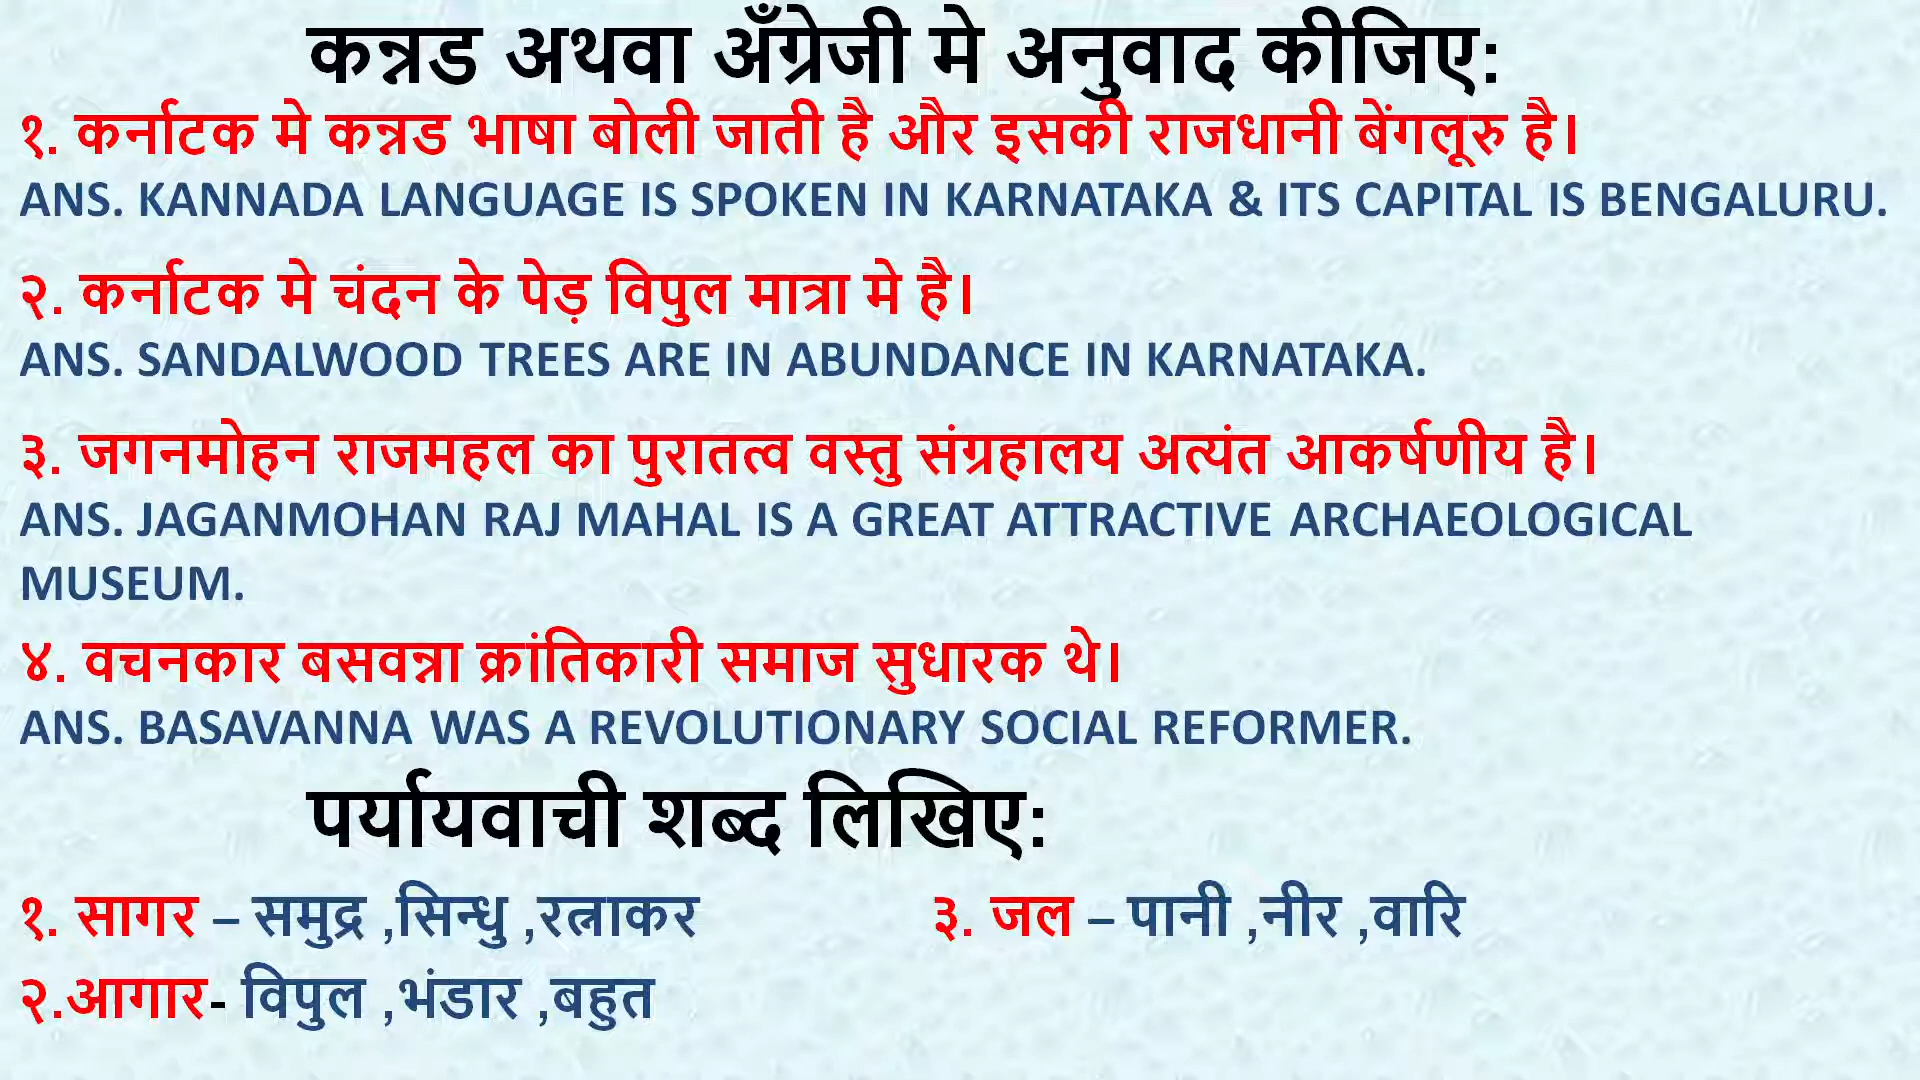 कन्नड अथवा अँग्रेजी मे अनुवाद कीजिए:
१. कर्नाटक मे कन्नड भाषा बोली जाती है और इसकी राजधानी बेंगलूरु है।
ANS. KANNADA LANGUAGE IS SPOKEN IN KARNATAKA & ITS CAPITAL IS BENGALURU.
२. कर्नाटक मे चंदन के पेड़ विपुल मात्रा मे है।
ANS. SANDALWOOD TREES ARE IN ABUNDANCE IN KARNATAKA.
३. जगनमोहन राजमहल का पुरातत्व वस्तु संग्रहालय अत्यंत आकर्षणीय है।
ANS. JAGANMOHAN RAJ MAHAL IS A GREAT ATTRACTIVE ARCHAEOLOGICAL
MUSEUM.
४. वचनकार बसवन्ना क्रांतिकारी समाज सुधारक थे।
ANS. BASAVANNA WAS A REVOLUTIONARY SOCIAL REFORMER.
पर्यायवाची शब्द लिखिए:
१. सागर – समुद्र ,सिन्धु ,रत्नाकर ३. जल – पानी ,नीर ,वारि
२.आगार- विपुल ,भंडार ,बहुत